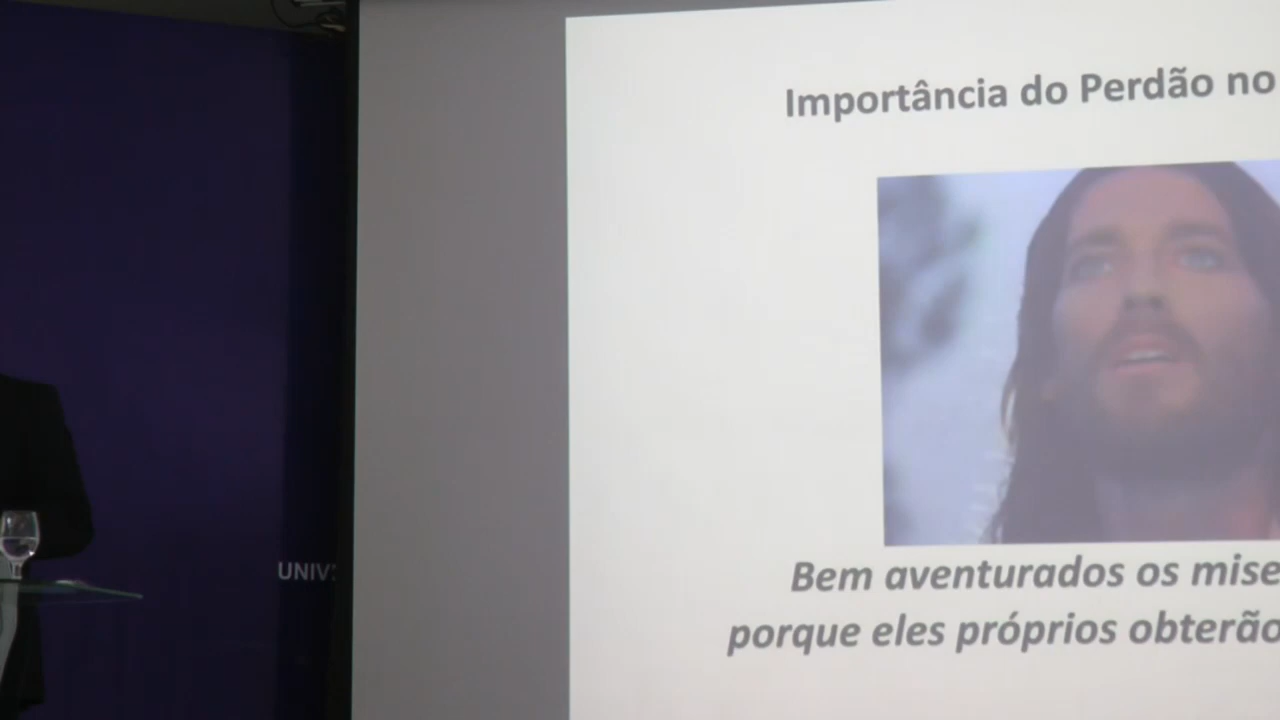 Importância do Perdão no
Bem aventurados os mise
porque eles próprios obterão
UNIV